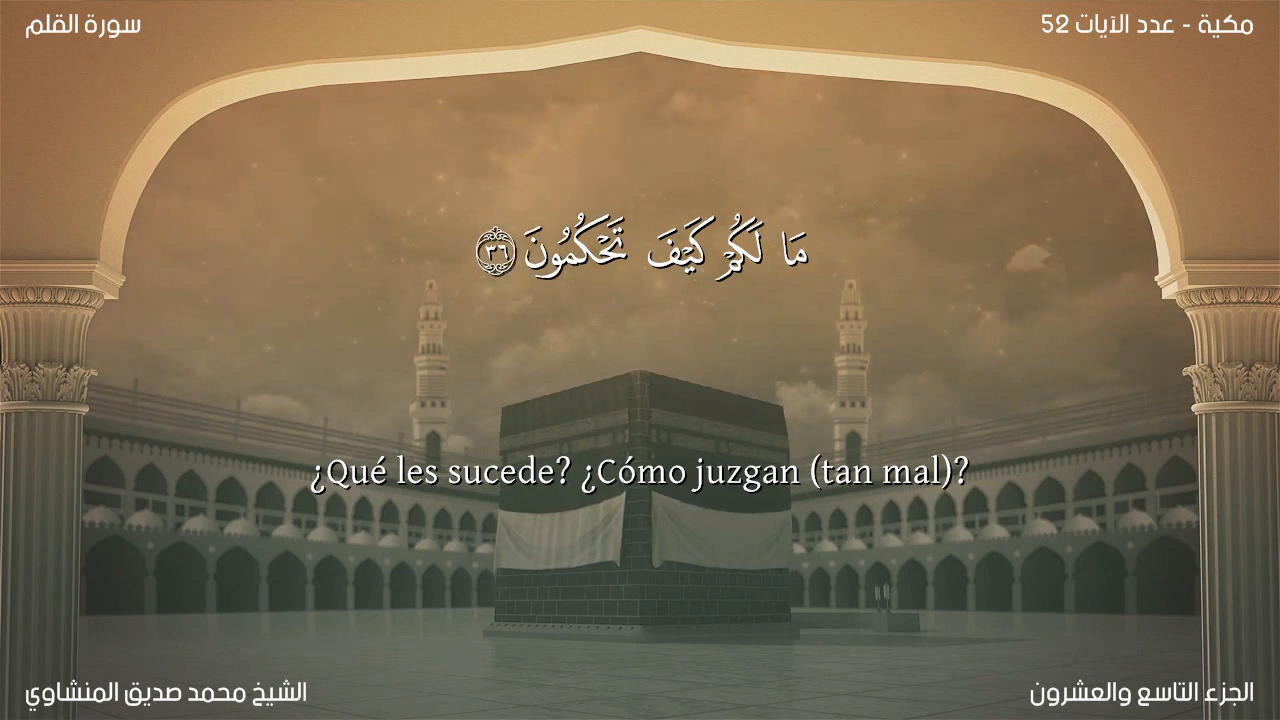 مكية - عدد الآيات 52
سورة القلم
مَا لَكُمْ كَيْفَ تَحْكُمُونَ ٣٦
¿Qué les sucede? ¿Cómo juzgan (tan mal)?
الجزء التاسع والعشرون
الشيخ محمد صديق المنشاوي